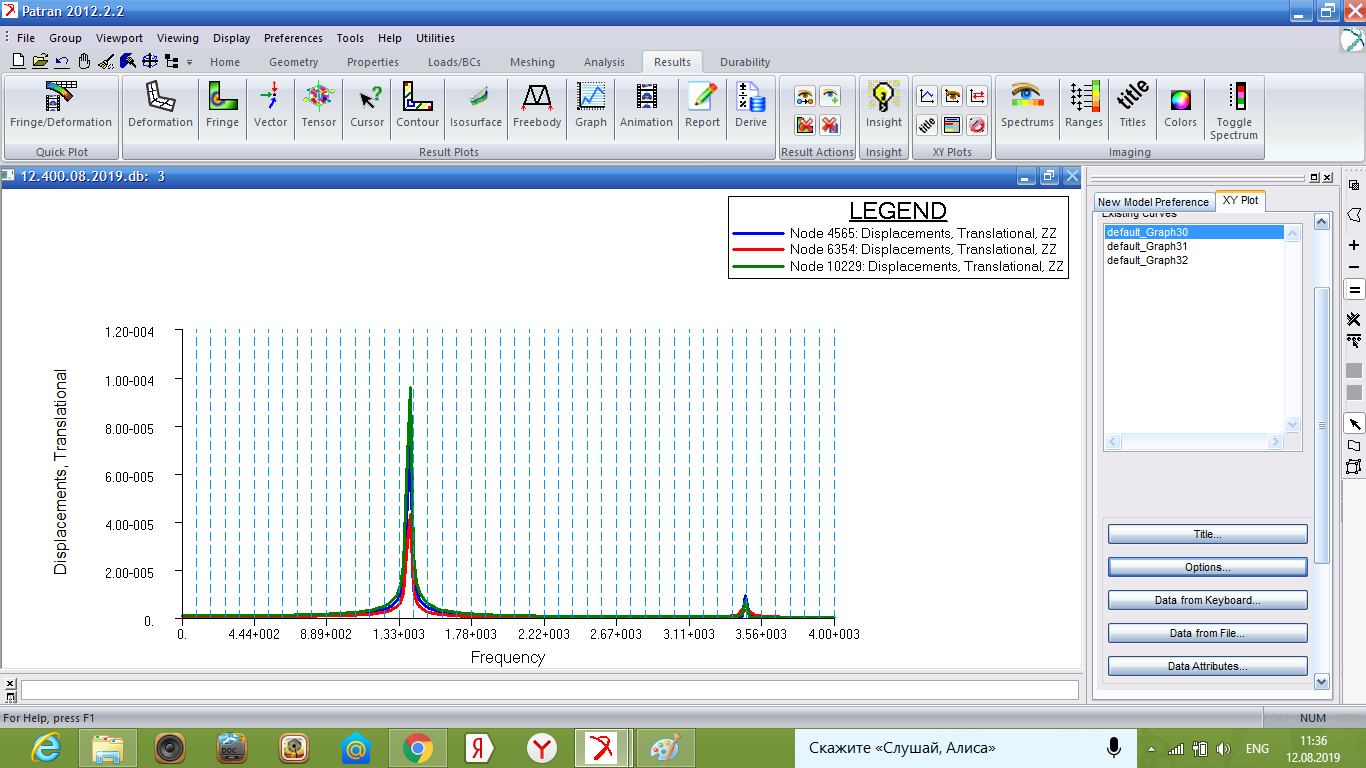 Patran 2012.2.2
File Group Viewport Viewing Display Preferences Tools Help Utilities
Home Geometry Properties Loads/BCs Meshing Analysis Results Durability
Fringe/Deformation Deformation Fringe Vector Tensor Cursor Contour Isosurface Freebody Graph Animation Report Derive Insight Spectrums Ranges Titles Colors Toggle Spectrum
Quick Plot Result Plots Result Actions Insight XY Plots Imaging
12.400.08.2019.db: 3
LEGEND
Node 4565: Displacements, Translational, ZZ
Node 6354: Displacements, Translational, ZZ
Node 10229: Displacements, Translational, ZZ
Displacements, Translational
1.20-004
1.00-004
8.00-005
6.00-005
4.00-005
2.00-005
0.
0. 4.44+002 8.89+002 1.33+003 1.78+003 2.22+003 2.67+003 3.11+003 3.56+003 4.00+003
Frequency
New Model Preference XY Plot
Existing Curves
default_Graph30
default_Graph31
default_Graph32
Title...
Options...
Data from Keyboard...
Data from File...
Data Attributes...
For Help, press F1
NUM
Скажите «Слушай, Алиса»
ENG
11:36
12.08.2019